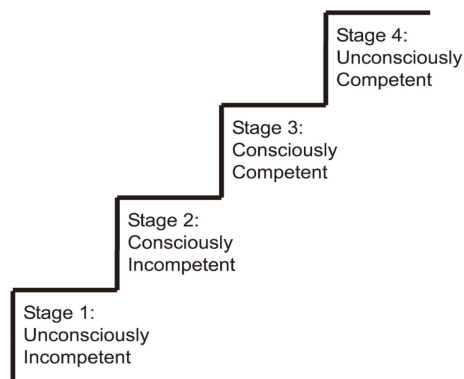 Stage 4:
Unconsciously
Competent
Stage 3:
Consciously
Competent
Stage 2:
Consciously
Incompetent
Stage 1:
Unconsciously
Incompetent